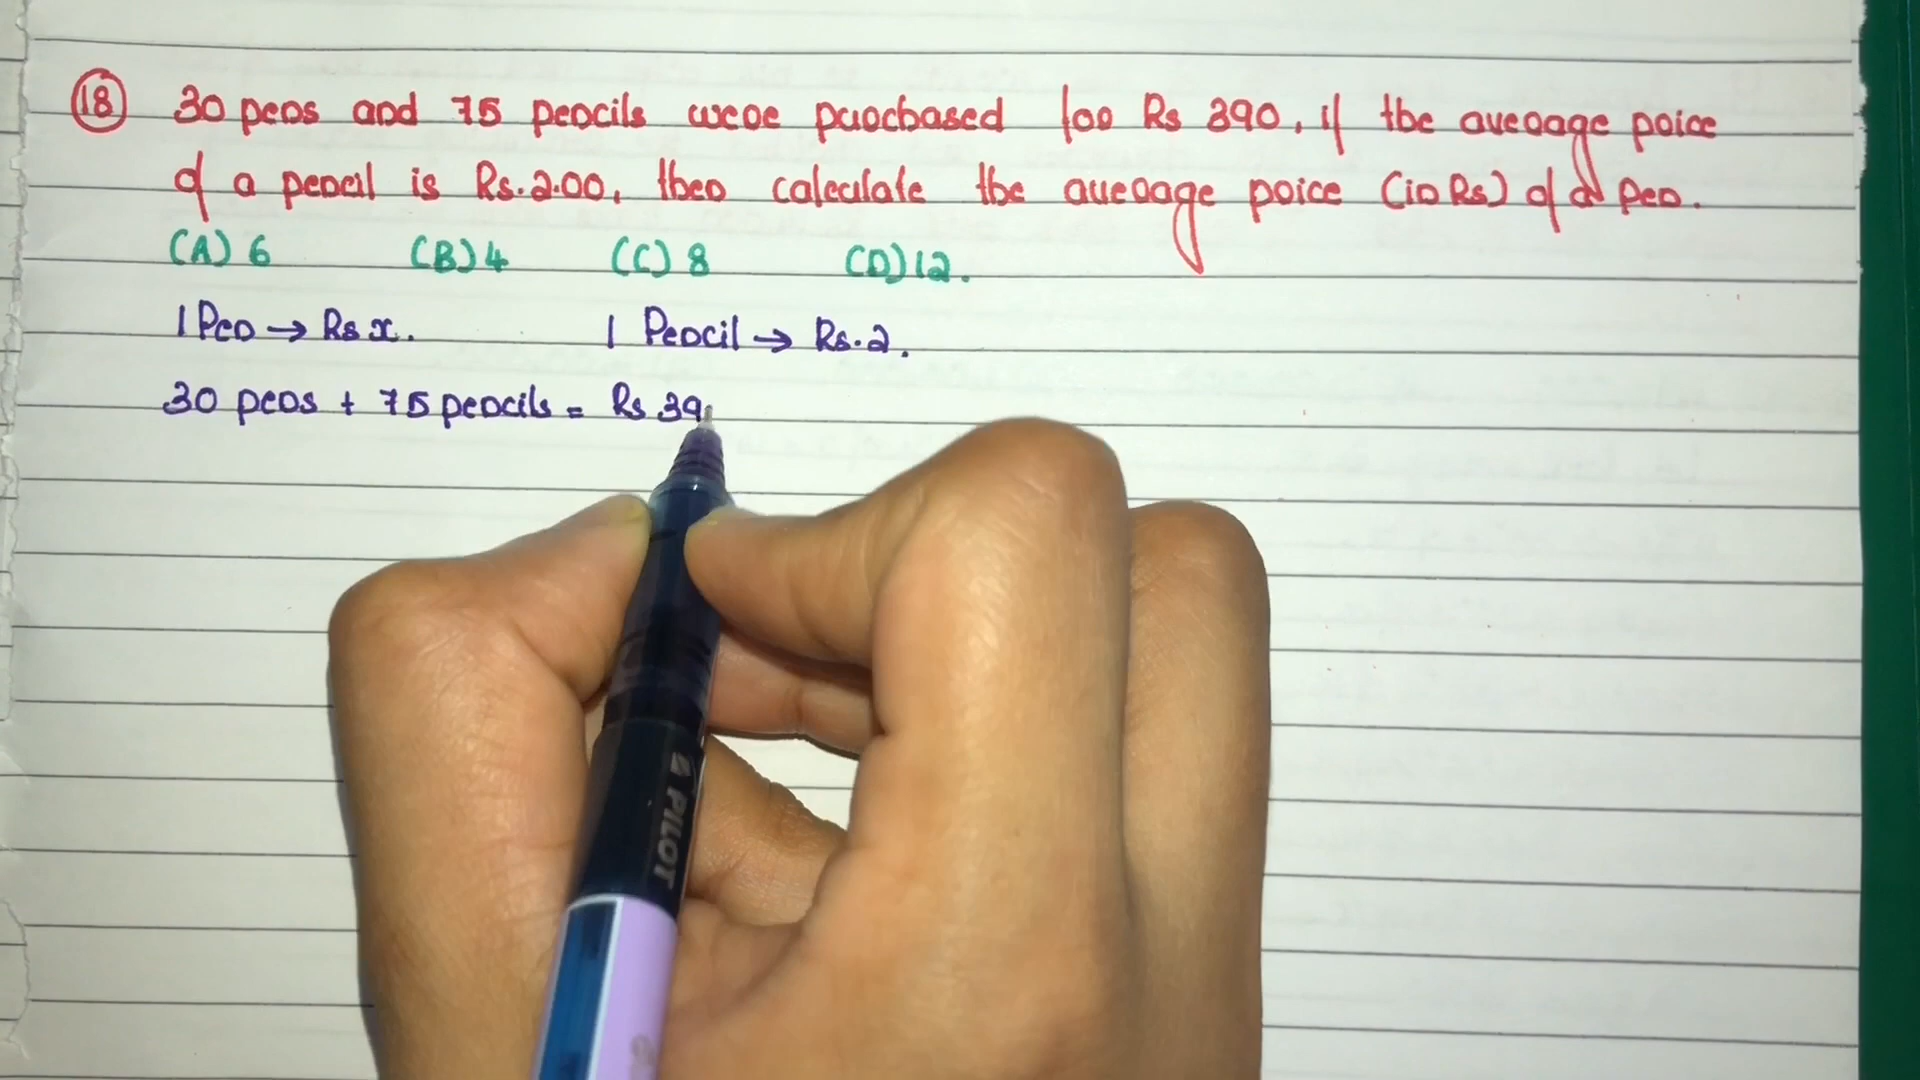 (18) 30 pens and 75 pencils were purchased for Rs 390, if the average price
of a pencil is Rs.2.00, then calculate the average price (in Rs) of a pen.
(A) 6 (B) 4 (C) 8 (D) 12.
1 Pen → Rs x. 1 Pencil → Rs.2.
30 pens + 75 pencils = Rs 39
PILOT